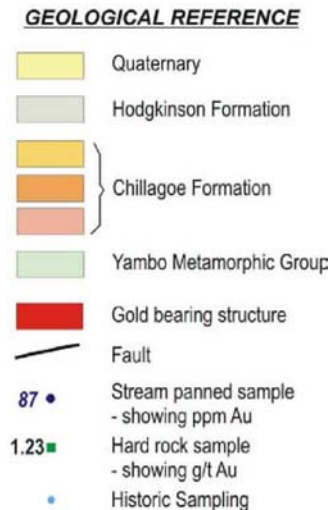 GEOLOGICAL REFERENCE
Quaternary
Hodgkinson Formation
Chillagoe Formation
Yambo Metamorphic Group
Gold bearing structure
Fault
87 Stream panned sample
- showing ppm Au
1.23 Hard rock sample
- showing g/t Au
Historic Sampling